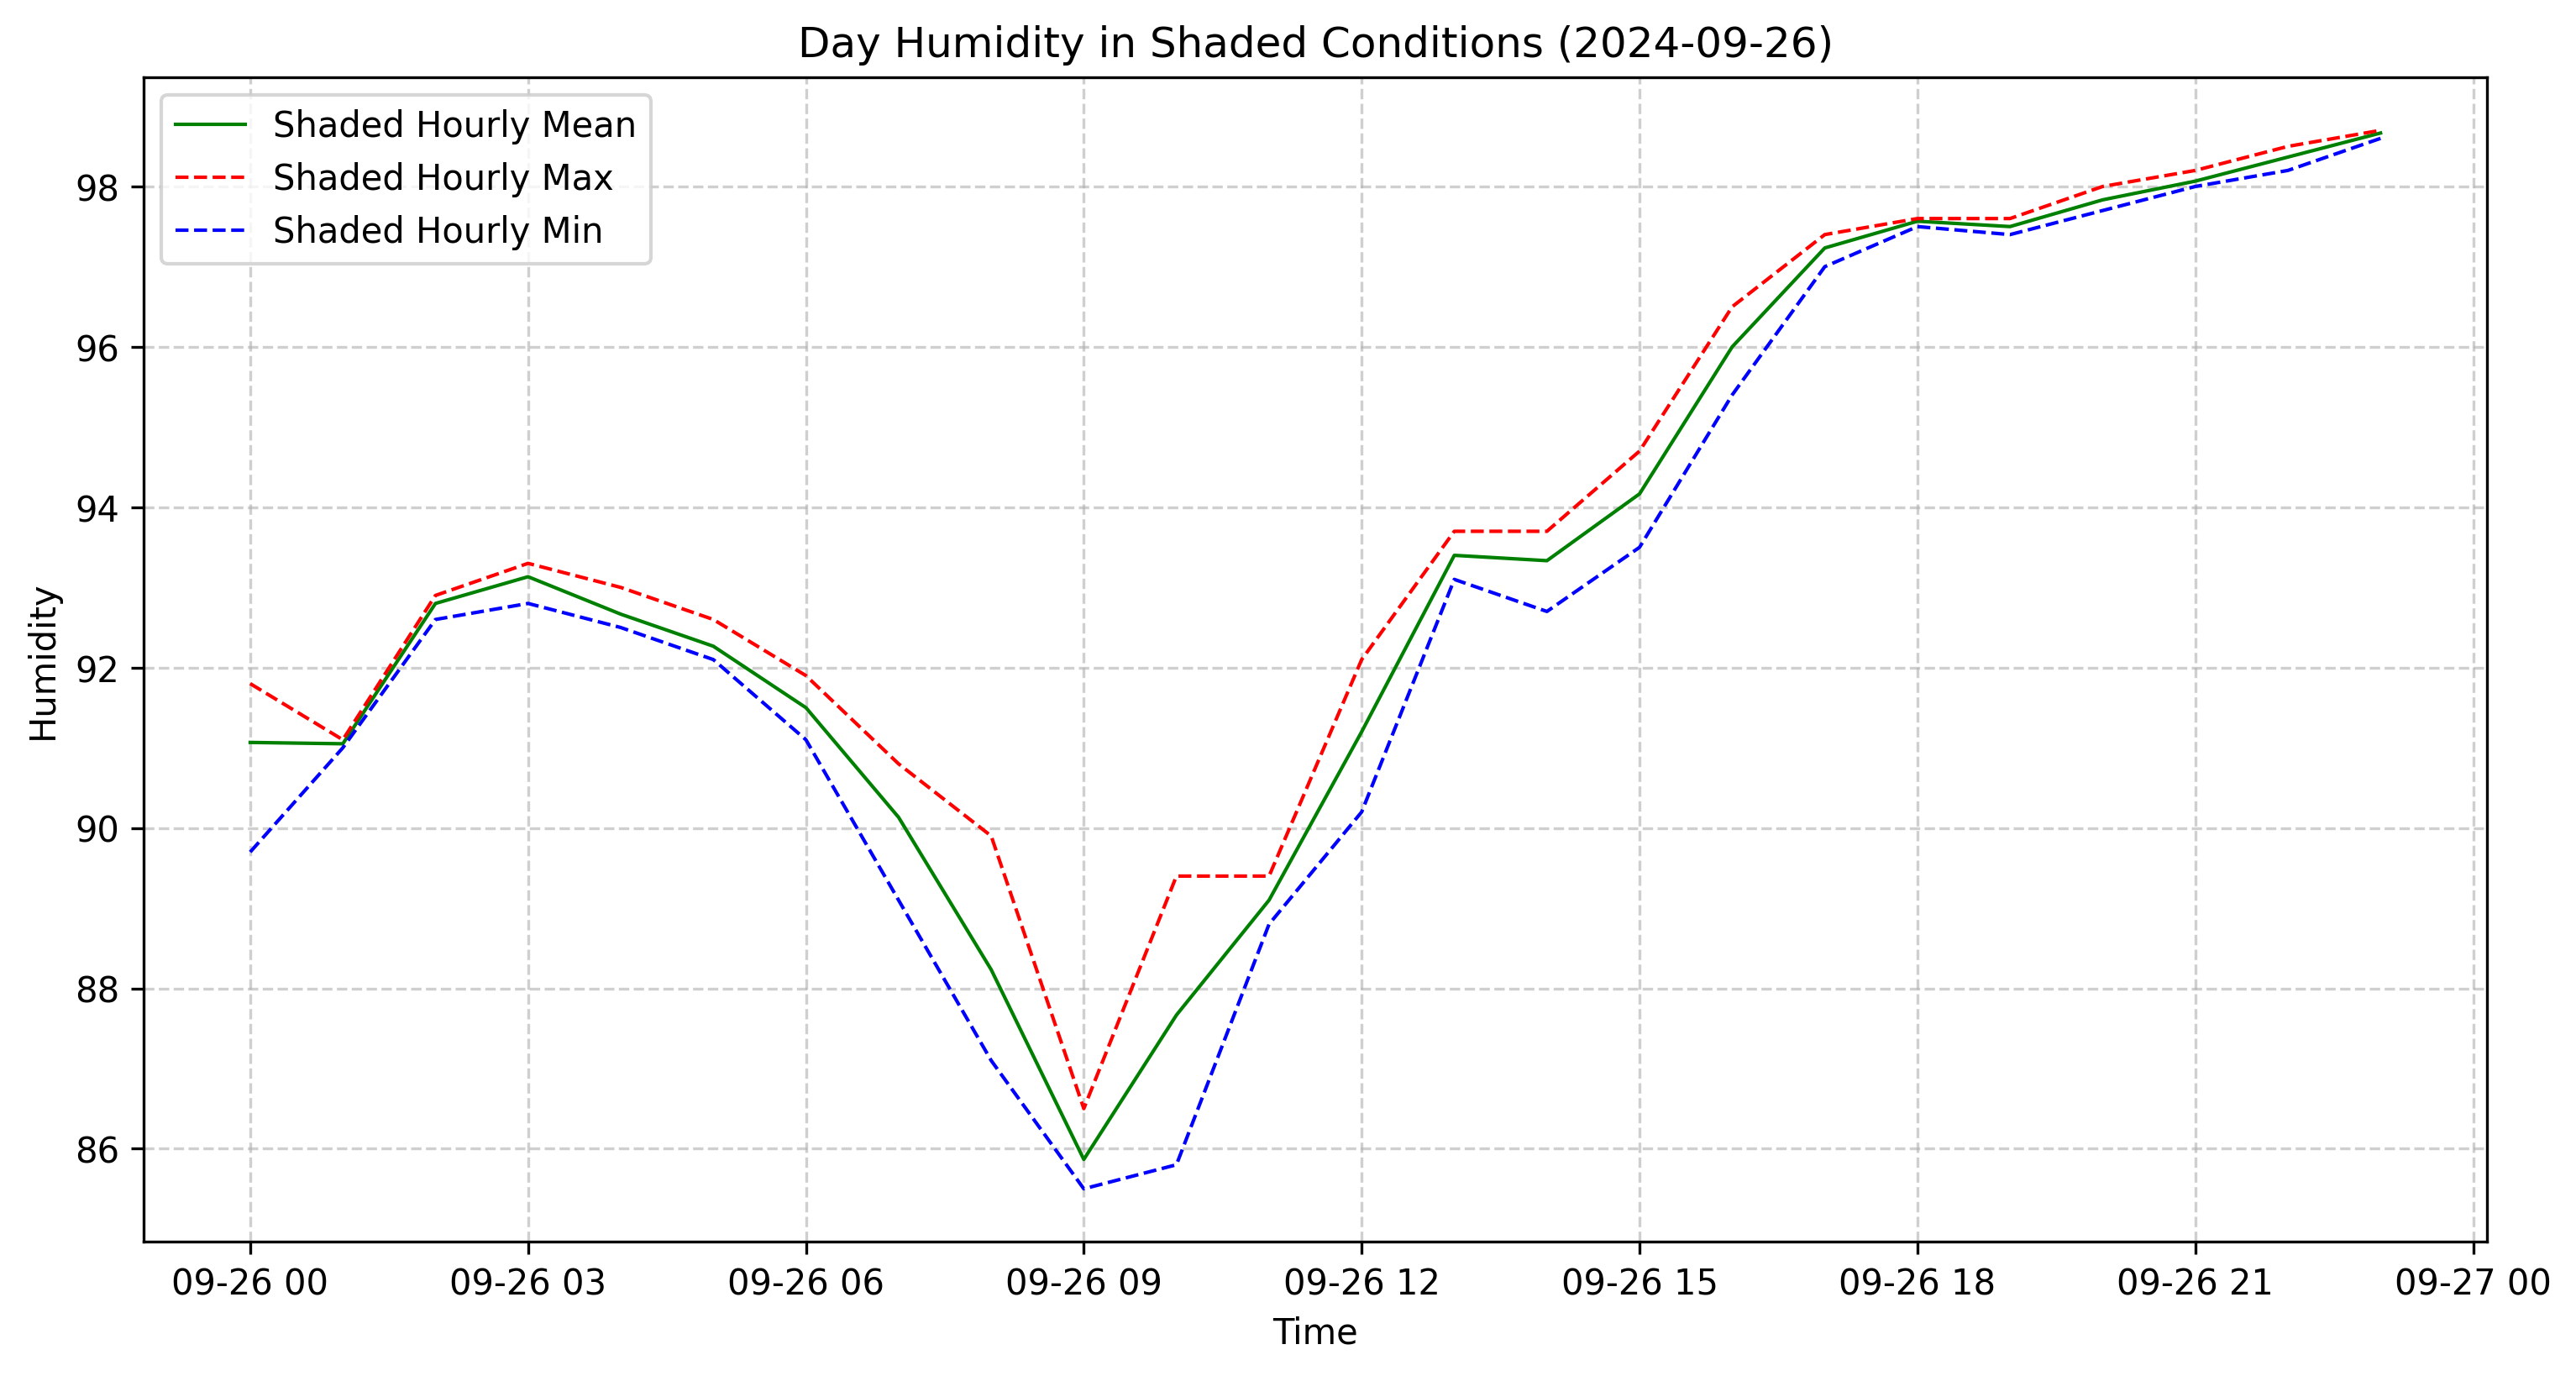 Day Humidity in Shaded Conditions (2024-09-26)
Shaded Hourly Mean
Shaded Hourly Max
Shaded Hourly Min
98
96
94
92
90
88
86
Humidity
09-26 00 09-26 03 09-26 06 09-26 09 09-26 12 09-26 15 09-26 18 09-26 21 09-27 00
Time